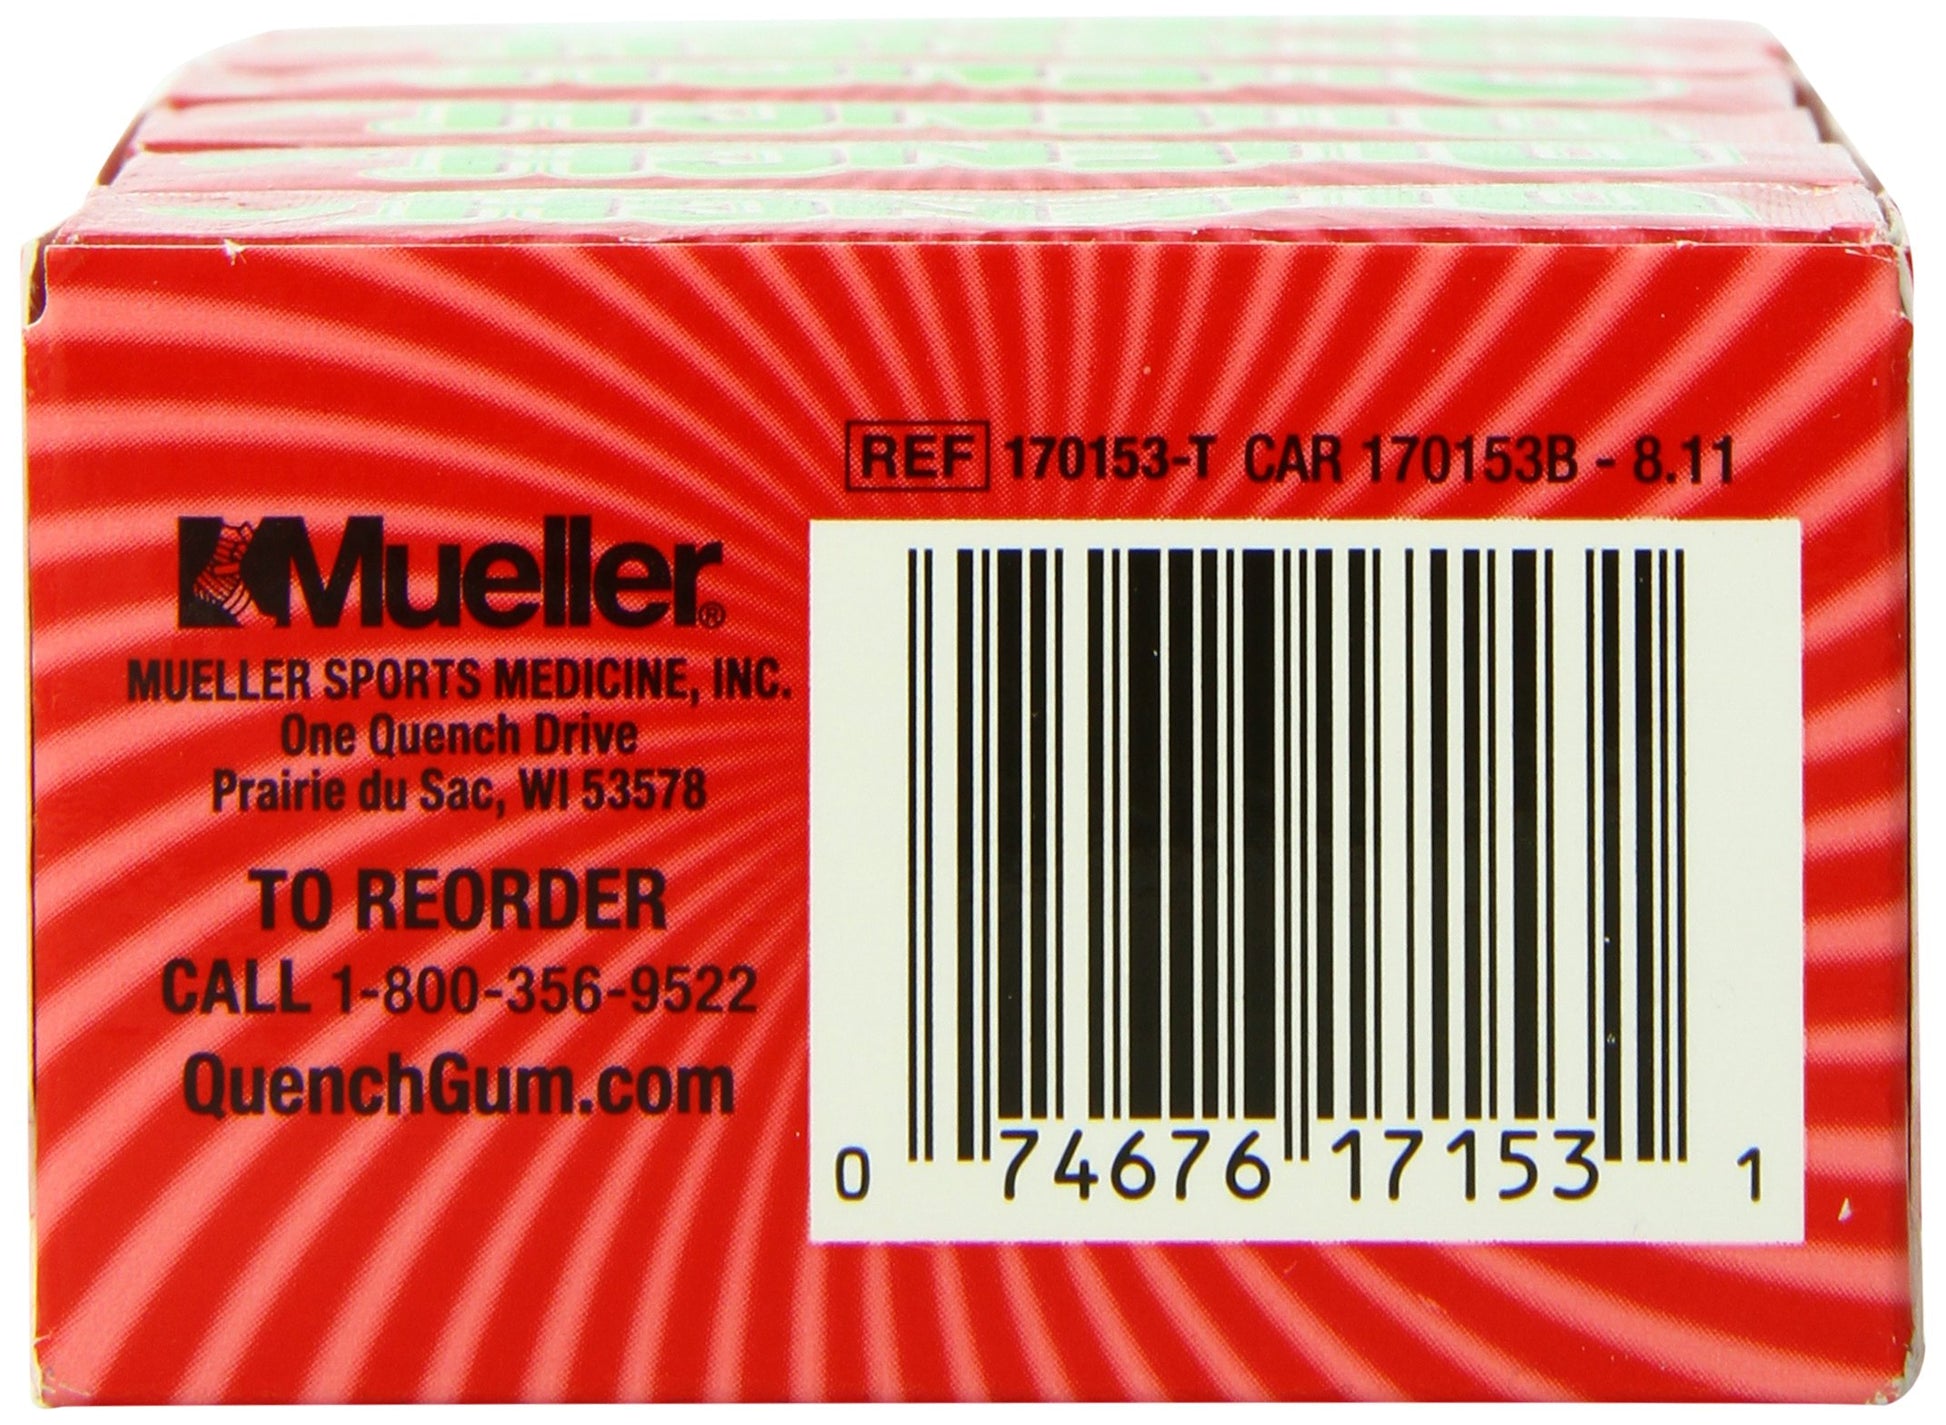 REF 170153-T CAR 170153B - 8.11
Mueller®
MUELLER SPORTS MEDICINE, INC.
One Quench Drive
Prairie du Sac, WI 53578
TO REORDER
CALL 1-800-356-9522
QuenchGum.com
0 74676 17153 1